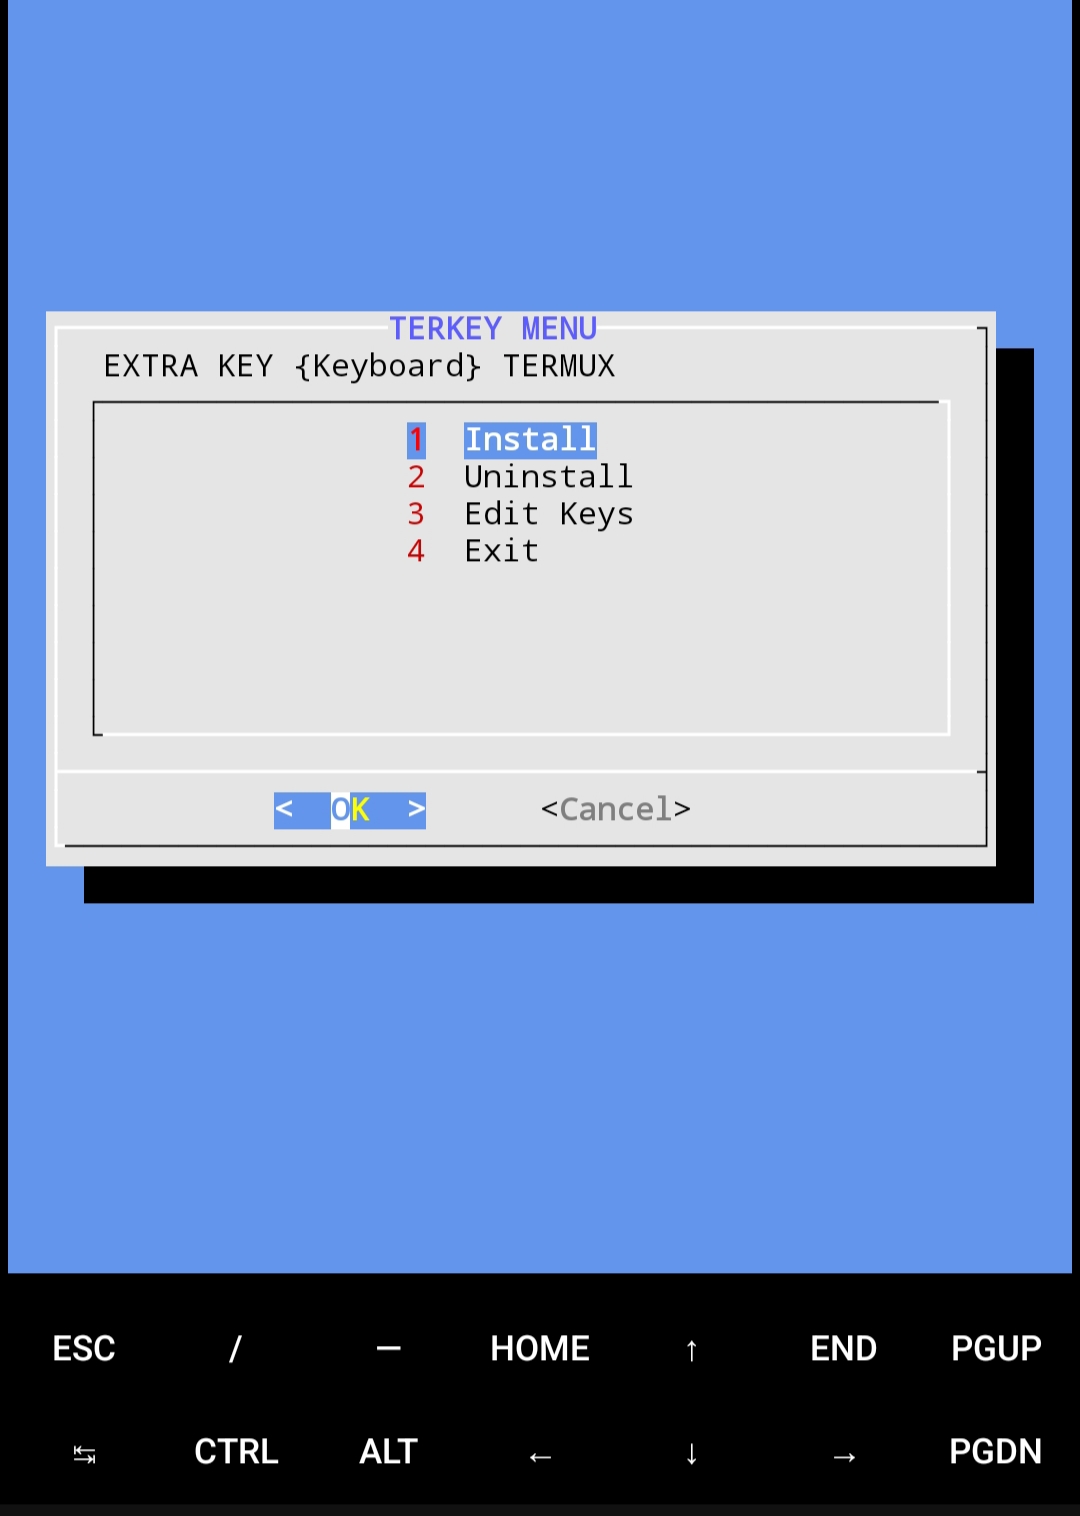 TERKEY MENU
EXTRA KEY {Keyboard} TERMUX
1 Install
2 Uninstall
3 Edit Keys
4 Exit
< OK > <Cancel>
ESC / — HOME ↑ END PGUP
↹ CTRL ALT ← ↓ → PGDN